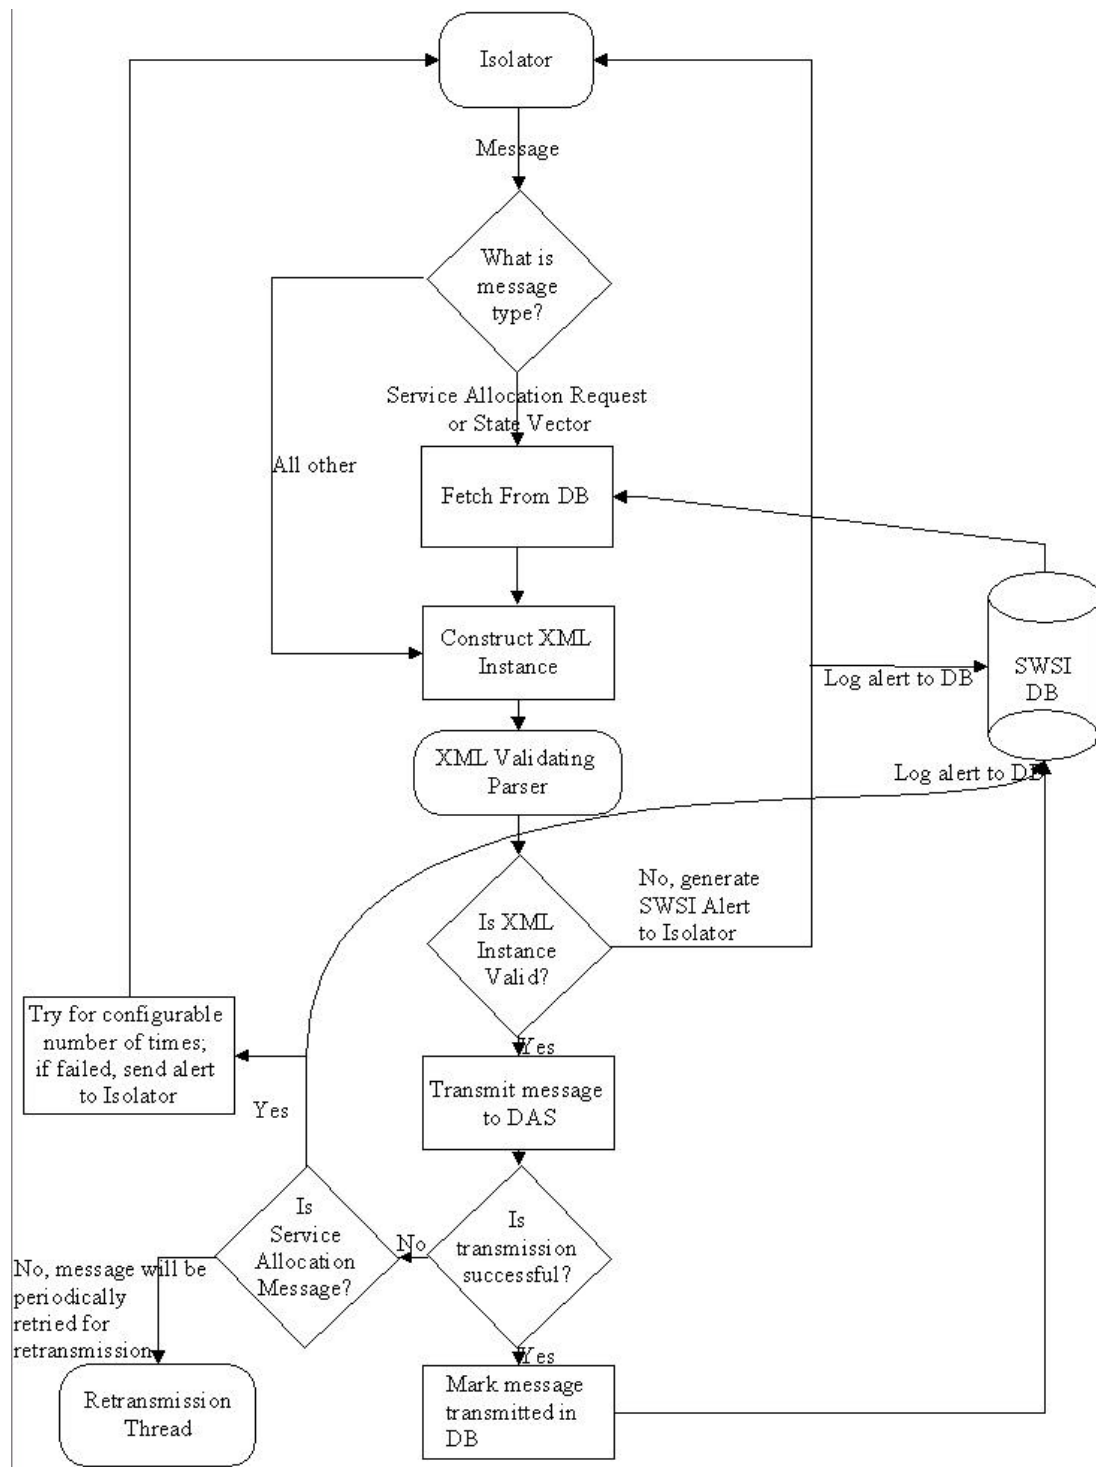 Isolator
Message
What is
message
type?
Service Allocation Request
or State Vector
All other
Fetch From DB
Construct XML
Instance
Log alert to DB
SWSI
DB
XML Validating
Parser
Log alert to DB
No, generate
SWSI Alert
to Isolator
Is XML
Instance
Valid?
Try for configurable
number of times;
if failed, send alert
to Isolator
Yes
Yes
Transmit message
to DAS
Is
Service
Allocation
Message?
No
Is
transmission
successful?
No, message will be
periodically
retried for
retransmission
Yes
Retransmission
Thread
Mark message
transmitted in
DB